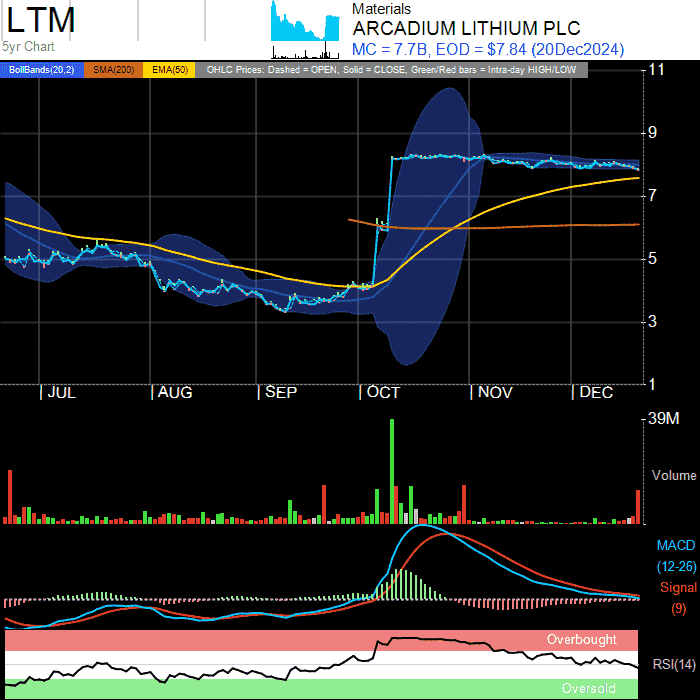 LTM
5yr Chart
Materials
ARCADIUM LITHIUM PLC
MC = 7.7B, EOD = $7.84 (20Dec2024)
BollBands(20,2) SMA(200) EMA(50) OHLC Prices: Dashed = OPEN, Solid = CLOSE, Green/Red bars = Intra-day HIGH/LOW
11
9
7
5
3
1
JUL AUG SEP OCT NOV DEC
39M
Volume
MACD
(12-26)
Signal
(9)
Overbought
RSI(14)
Oversold